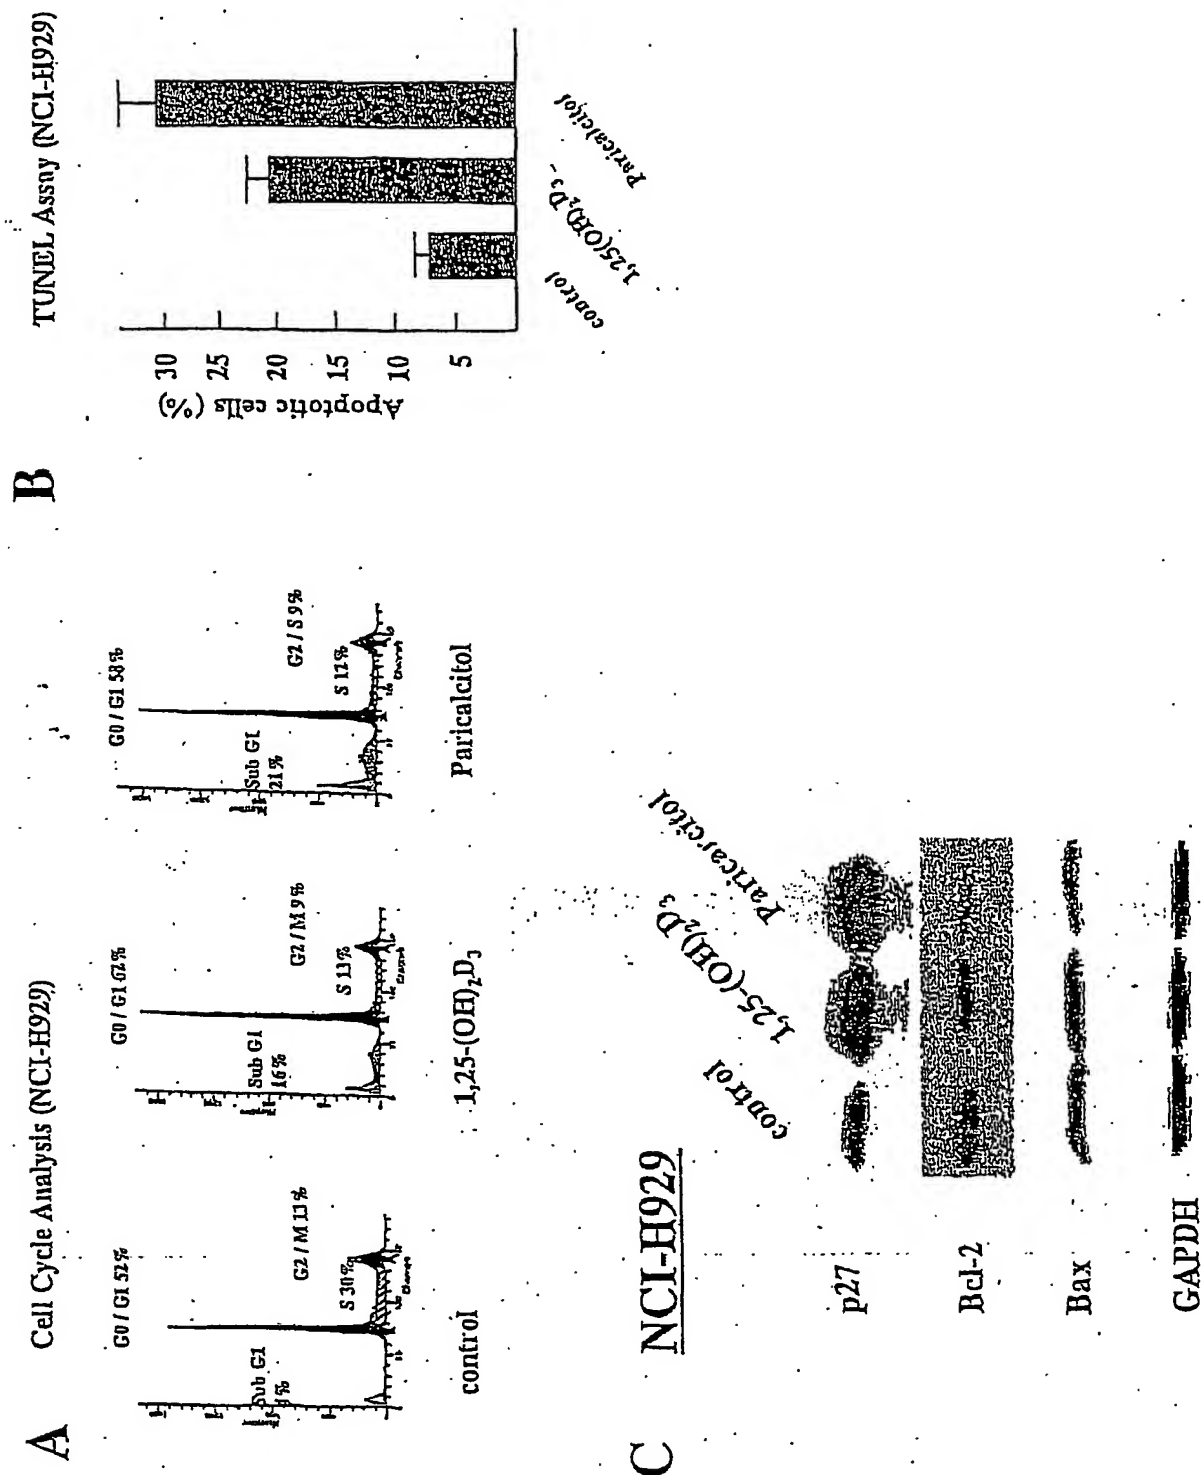 A
Cell Cycle Analysis (NCI-H929)
G0 / G1 52%
Sub G1
S 30%
G2 / M 13%
control
G0 / G1 62%
Sub G1
16%
S 13%
G2 / M 9%
1,25-(OH)2D3
G0 / G1 58%
Sub G1
21%
S 12%
G2 / S 9%
Paricalcitol
B
TUNEL Assay (NCI-H929)
Apoptotic cells (%)
30
25
20
15
10
5
control
1,25(OH)2D3-
Paricalcitol
C
NCI-H929
control
1,25-(OH)2D3
Paricarcitol
p27
Bcl-2
Bax
GAPDH